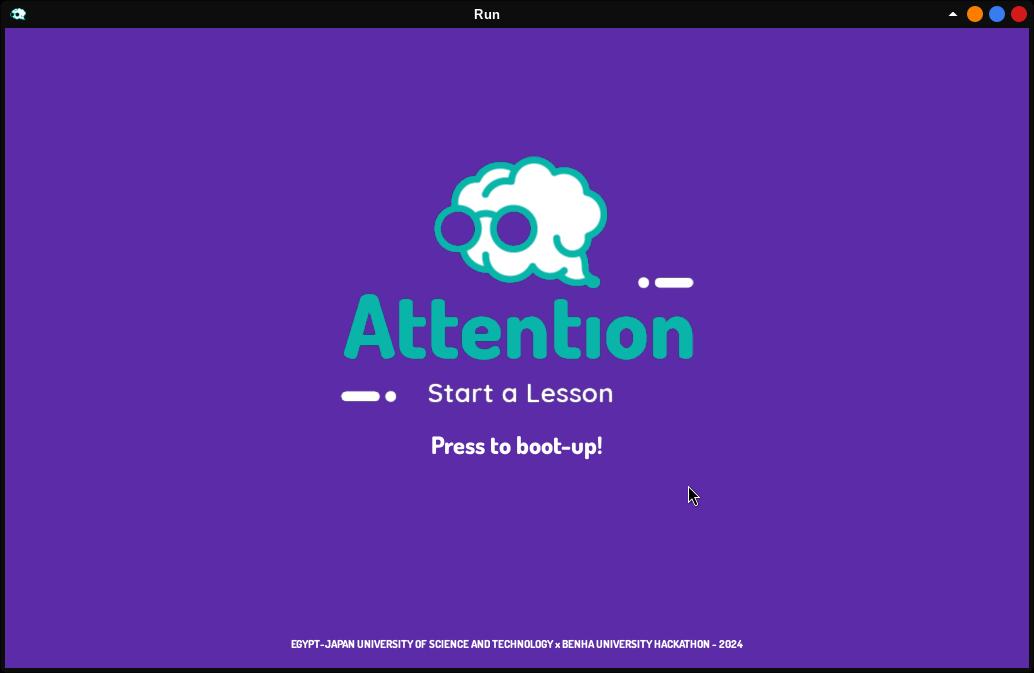 Run
Attention
Start a Lesson
Press to boot-up!
EGYPT-JAPAN UNIVERSITY OF SCIENCE AND TECHNOLOGY x BENHA UNIVERSITY HACKATHON - 2024